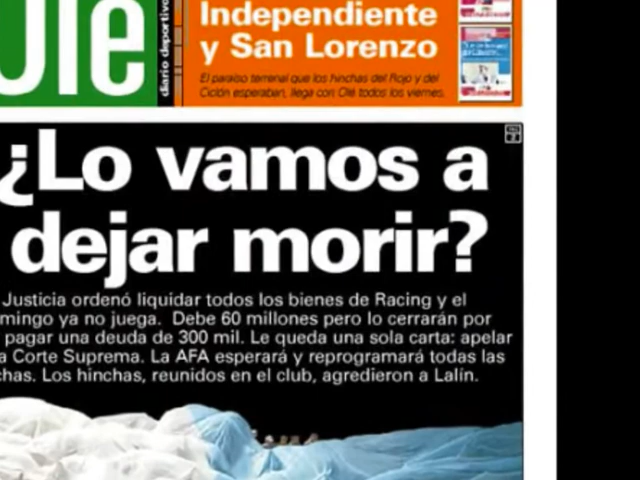 Olé
diario deportivo
Independiente
y San Lorenzo
El paraíso terrenal que los hinchas del Rojo y del
Ciclón esperaban, llega con Olé todos los viernes.
¿Lo vamos a
dejar morir?
Justicia ordenó liquidar todos los bienes de Racing y el
mingo ya no juega. Debe 60 millones pero lo cerrarán por
pagar una deuda de 300 mil. Le queda una sola carta: apelar
a Corte Suprema. La AFA esperará y reprogramará todas las
chas. Los hinchas, reunidos en el club, agredieron a Lalín.